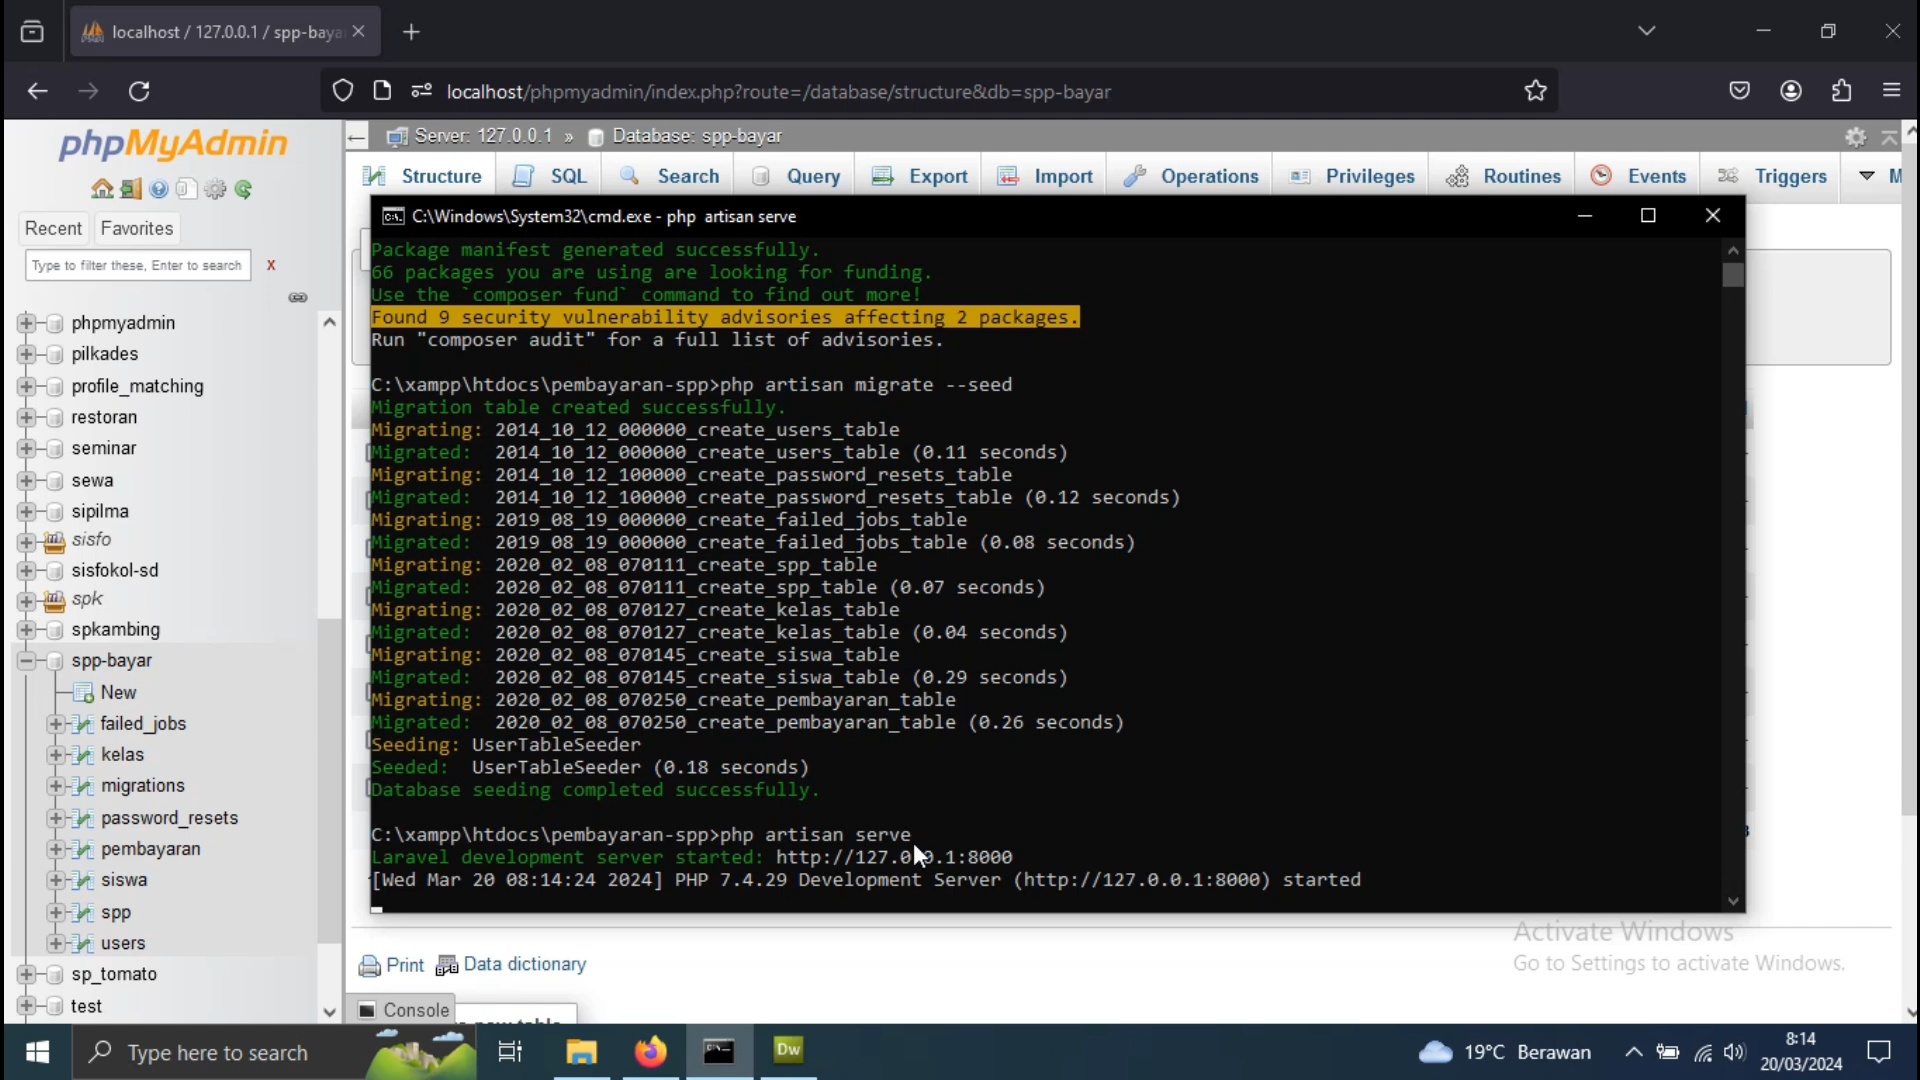 localhost / 127.0.0.1 / spp-baya
localhost/phpmyadmin/index.php?route=/database/structure&db=spp-bayar
phpMyAdmin
Server: 127.0.0.1 » Database: spp-bayar
Structure SQL Search Query Export Import Operations Privileges Routines Events Triggers M
Recent Favorites
Type to filter these, Enter to search X
phpmyadmin
pilkades
profile_matching
restoran
seminar
sewa
sipilma
sisfo
sisfokol-sd
spk
spkambing
spp-bayar
New
failed_jobs
kelas
migrations
password_resets
pembayaran
siswa
spp
users
sp_tomato
test
C:\Windows\System32\cmd.exe - php  artisan serve
Package manifest generated successfully.
66 packages you are using are looking for funding.
Use the `composer fund` command to find out more!
Found 9 security vulnerability advisories affecting 2 packages.
Run "composer audit" for a full list of advisories.
C:\xampp\htdocs\pembayaran-spp>php artisan migrate --seed
Migration table created successfully.
Migrating: 2014_10_12_000000_create_users_table
Migrated:  2014_10_12_000000_create_users_table (0.11 seconds)
Migrating: 2014_10_12_100000_create_password_resets_table
Migrated:  2014_10_12_100000_create_password_resets_table (0.12 seconds)
Migrating: 2019_08_19_000000_create_failed_jobs_table
Migrated:  2019_08_19_000000_create_failed_jobs_table (0.08 seconds)
Migrating: 2020_02_08_070111_create_spp_table
Migrated:  2020_02_08_070111_create_spp_table (0.07 seconds)
Migrating: 2020_02_08_070127_create_kelas_table
Migrated:  2020_02_08_070127_create_kelas_table (0.04 seconds)
Migrating: 2020_02_08_070145_create_siswa_table
Migrated:  2020_02_08_070145_create_siswa_table (0.29 seconds)
Migrating: 2020_02_08_070250_create_pembayaran_table
Migrated:  2020_02_08_070250_create_pembayaran_table (0.26 seconds)
Seeding: UserTableSeeder
Seeded:  UserTableSeeder (0.18 seconds)
Database seeding completed successfully.
C:\xampp\htdocs\pembayaran-spp>php artisan serve
Laravel development server started: http://127.0.0.1:8000
[Wed Mar 20 08:14:24 2024] PHP 7.4.29 Development Server (http://127.0.0.1:8000) started
Activate Windows
Go to Settings to activate Windows.
Print Data dictionary
Console
Type here to search
Dw
19°C Berawan
8:14
20/03/2024